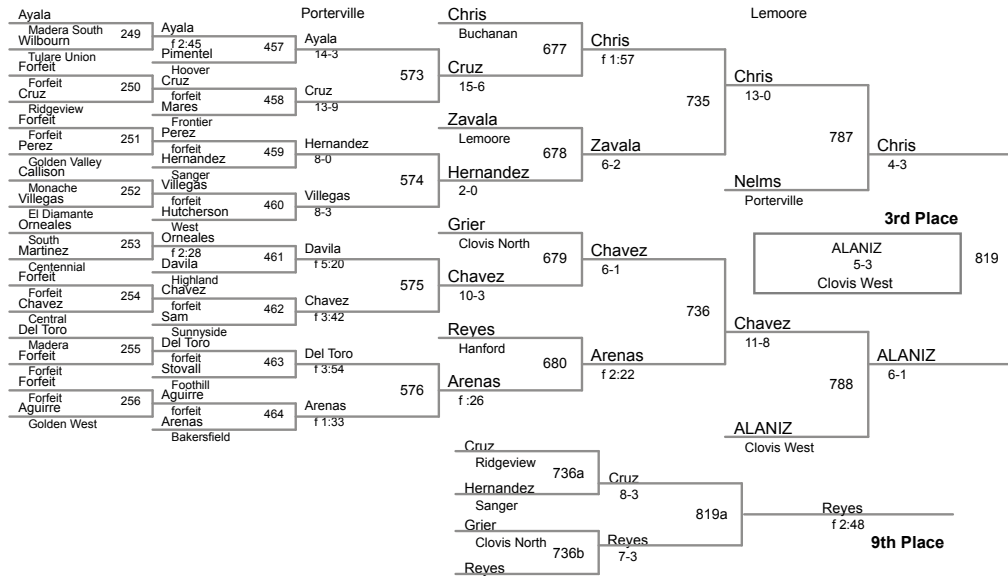 Porterville
Lemoore
Ayala
Madera South
249
Wilbourn
Tulare Union
Forfeit
Forfeit
250
Cruz
Ridgeview
Forfeit
Forfeit
251
Perez
Golden Valley
Callison
Monache
252
Villegas
El Diamante
Orneales
South
253
Martinez
Centennial
Forfeit
Forfeit
254
Chavez
Central
Del Toro
Madera
255
Forfeit
Forfeit
Forfeit
Forfeit
256
Aguirre
Golden West
Ayala
f 2:45
457
Pimentel
Hoover
Cruz
forfeit
458
Mares
Frontier
Perez
forfeit
459
Hernandez
Sanger
Villegas
forfeit
460
Hutcherson
West
Orneales
f 2:28
461
Davila
Highland
Chavez
forfeit
462
Sam
Sunnyside
Del Toro
forfeit
463
Stovall
Foothill
Aguirre
forfeit
464
Arenas
Bakersfield
Ayala
14-3
573
Cruz
13-9
Hernandez
8-0
574
Villegas
8-3
Davila
f 5:20
575
Chavez
f 3:42
Del Toro
f 3:54
576
Arenas
f 1:33
Chris
Buchanan
677
Cruz
15-6
Zavala
Lemoore
678
Hernandez
2-0
Grier
Clovis North
679
Chavez
10-3
Reyes
Hanford
680
Arenas
f :26
Chris
f 1:57
735
Zavala
6-2
Chavez
6-1
736
Arenas
f 2:22
Chris
13-0
787
Nelms
Porterville
Chavez
11-8
788
ALANIZ
Clovis West
Chris
4-3
3rd Place
ALANIZ
5-3
819
Clovis West
ALANIZ
6-1
Cruz
Ridgeview
736a
Hernandez
Sanger
Grier
Clovis North
736b
Reyes
Cruz
8-3
819a
Reyes
7-3
Reyes
f 2:48
9th Place